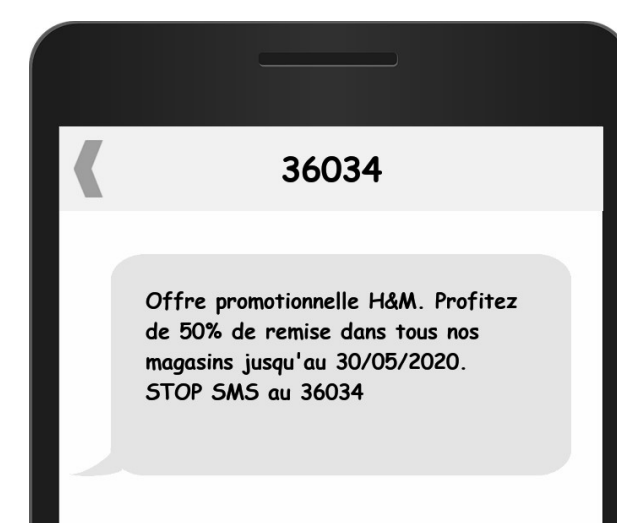 36034
Offre promotionnelle H&M. Profitez
de 50% de remise dans tous nos
magasins jusqu'au 30/05/2020.
STOP SMS au 36034